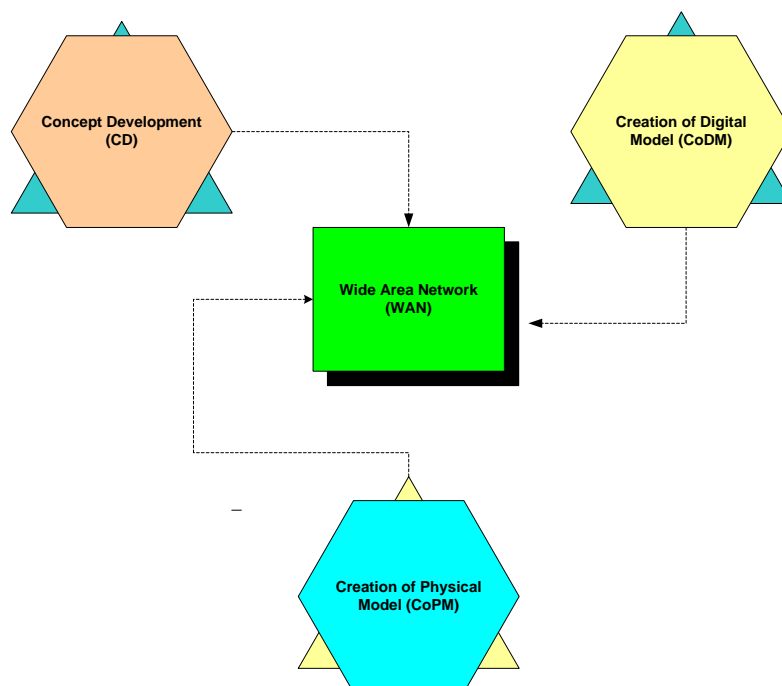 Concept Development
(CD)
Creation of Digital
Model (CoDM)
Wide Area Network
(WAN)
Creation of Physical
Model (CoPM)